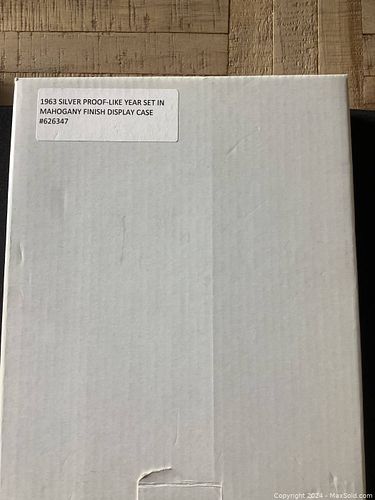 1963 SILVER PROOF-LIKE YEAR SET IN
MAHOGANY FINISH DISPLAY CASE
#626347
Copyright 2024 - MaxSold.com